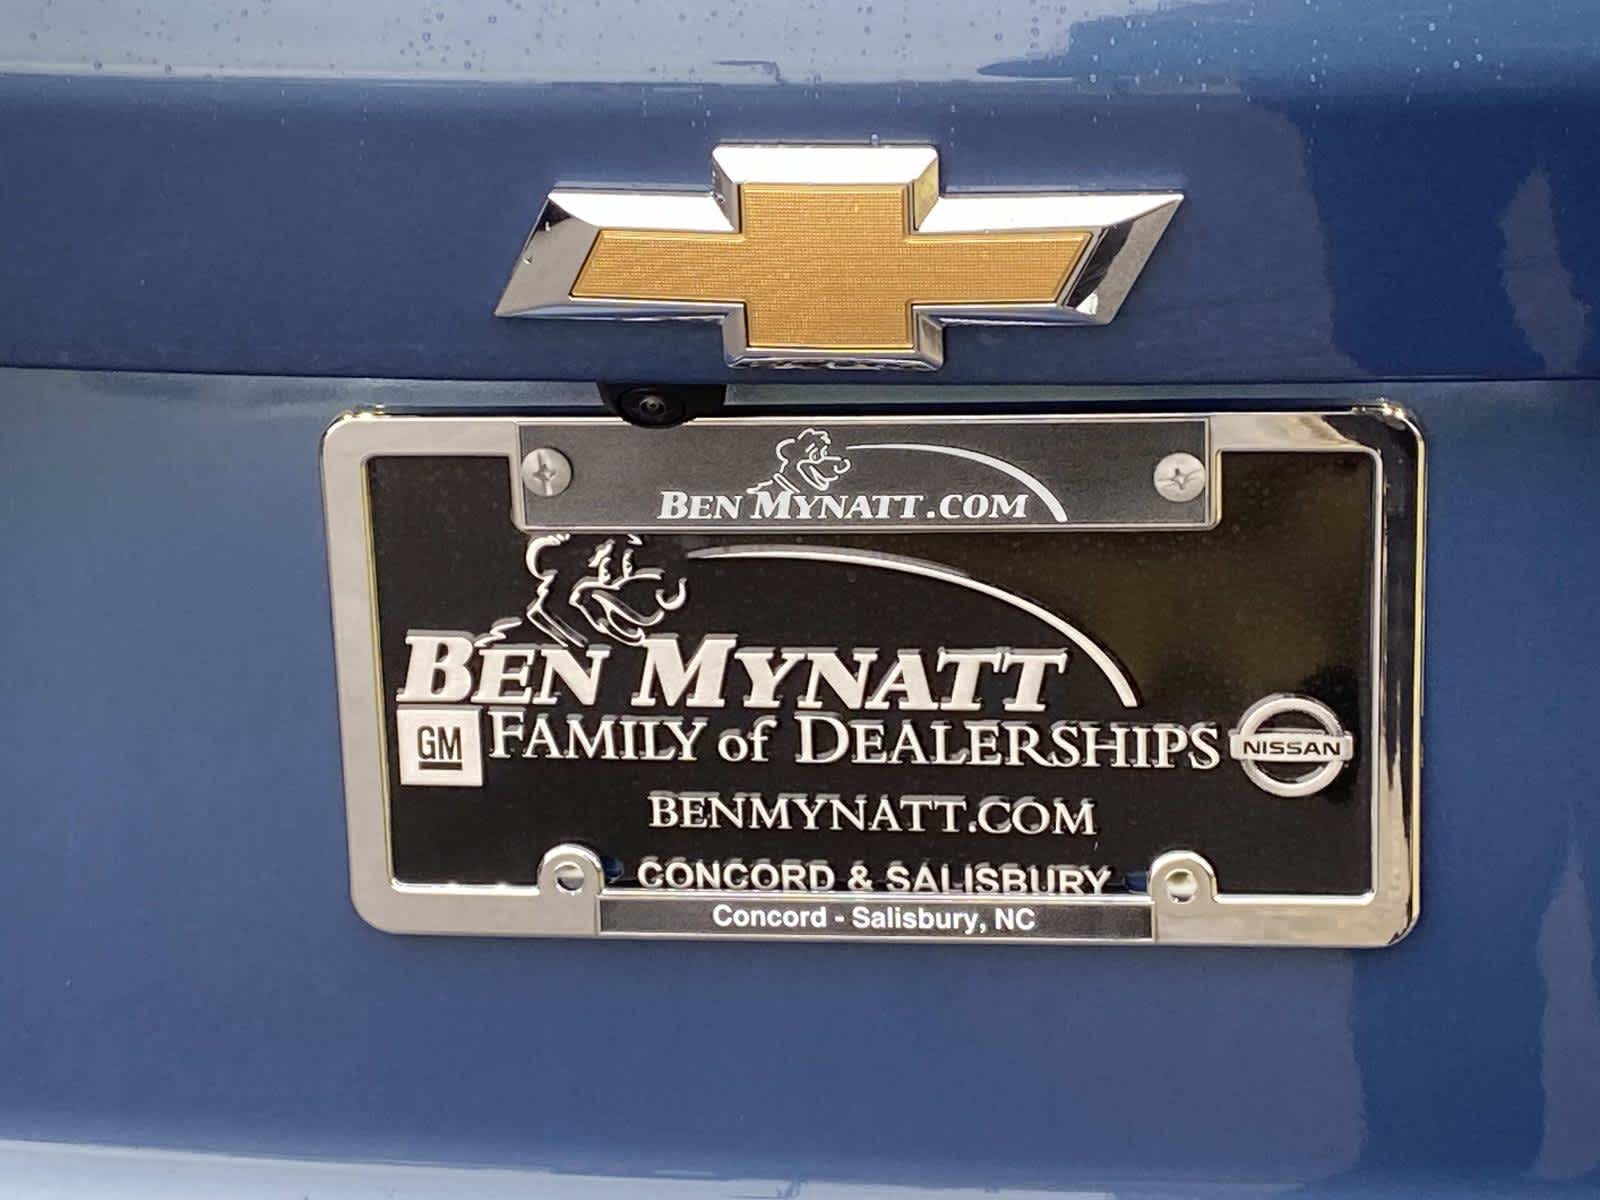 BEN MYNATT.COM
BEN MYNATT
GM FAMILY of DEALERSHIPS NISSAN
BENMYNATT.COM
CONCORD & SALISBURY
Concord - Salisbury, NC